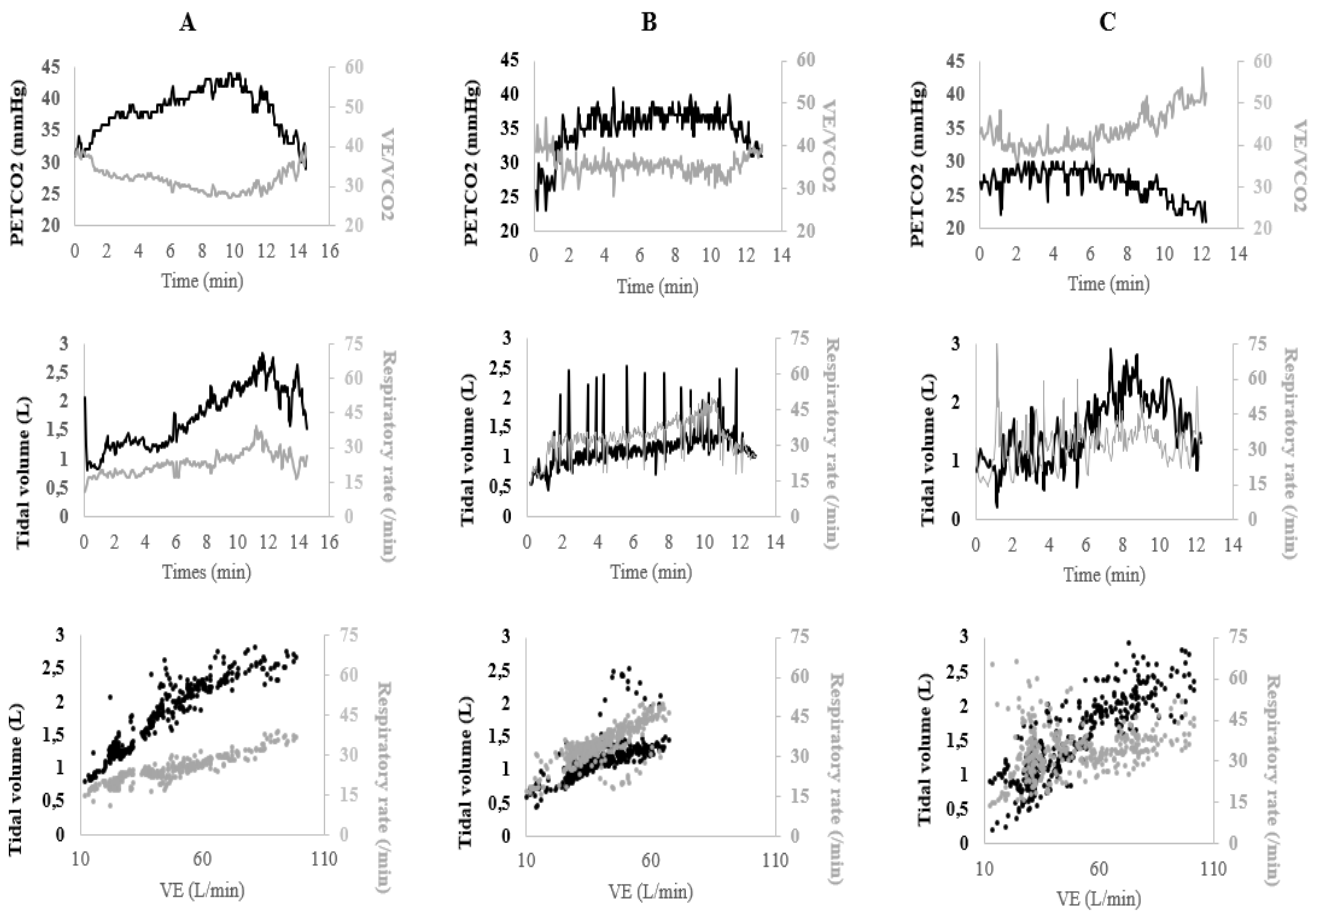 A
B
C
45
40
35
30
25
20
PETCO2 (mmHg)
60
50
40
30
20
VE/VCO2
0 2 4 6 8 10 12 14 16
Time (min)
45
40
35
30
25
20
PETCO2 (mmHg)
60
50
40
30
20
VE/VCO2
0 2 4 6 8 10 12 14
Time (min)
45
40
35
30
25
20
PETCO2 (mmHg)
60
50
40
30
20
VE/VCO2
0 2 4 6 8 10 12 14
Time (min)
3
2,5
2
1,5
1
0,5
0
Tidal volume (L)
75
60
45
30
15
0
Respiratory rate (/min)
0 2 4 6 8 10 12 14 16
Times (min)
3
2,5
2
1,5
1
0,5
0
Tidal volume (L)
75
60
45
30
15
0
Respiratory rate (/min)
0 2 4 6 8 10 12 14
Time (min)
3
2
1
0
Tidal volume (L)
75
60
45
30
15
0
Respiratory rate (/min)
0 2 4 6 8 10 12 14
Time (min)
3
2,5
2
1,5
1
0,5
0
Tidal volume (L)
75
60
45
30
15
0
Respiratory rate (/min)
10 60 110
VE (L/min)
3
2,5
2
1,5
1
0,5
0
Tidal volume (L)
75
60
45
30
15
0
Respiratory rate (/min)
10 60 110
VE (L/min)
3
2,5
2
1,5
1
0,5
0
Tidal volume (L)
75
60
45
30
15
0
Respiratory rate (/min)
10 60 110
VE (L/min)